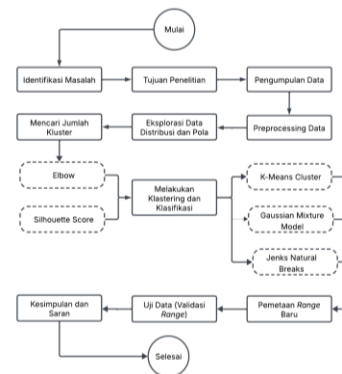 Mulai
Identifikasi Masalah
Tujuan Penelitian
Pengumpulan Data
Mencari Jumlah
Kluster
Eksplorasi Data
Distribusi dan Pola
Preprocessing Data
Elbow
Silhouette Score
Melakukan
Klastering dan
Klasifikasi
K-Means Cluster
Gaussian Mixture
Model
Jenks Natural
Breaks
Kesimpulan dan
Saran
Uji Data (Validasi
Range)
Pemetaan Range
Baru
Selesai